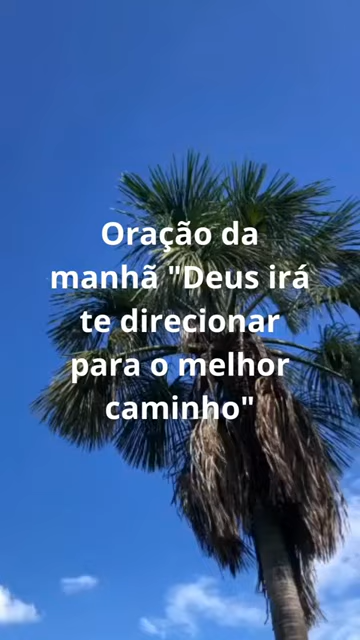 Oração da
manhã "Deus irá
te direcionar
para o melhor
caminho"